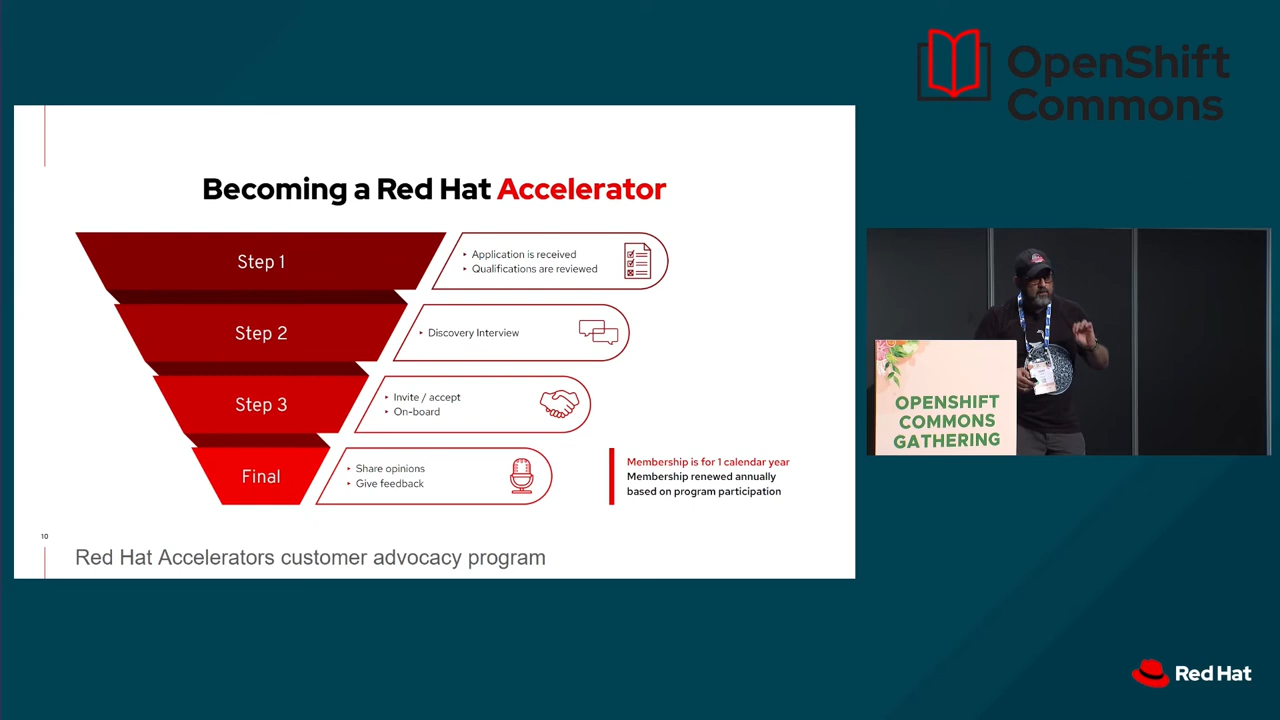 OpenShift
Commons
Becoming a Red Hat Accelerator
Step 1
▸ Application is received
▸ Qualifications are reviewed
Step 2
▸ Discovery Interview
Step 3
▸ Invite / accept
▸ On-board
Final
▸ Share opinions
▸ Give feedback
Membership is for 1 calendar year
Membership renewed annually
based on program participation
10
Red Hat Accelerators customer advocacy program
OPENSHIFT
COMMONS
GATHERING
Red Hat